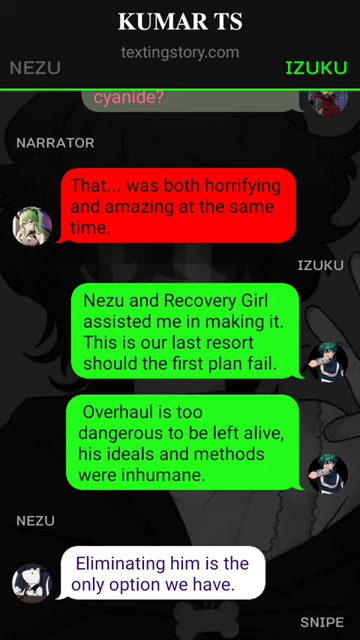 KUMAR TS
textingstory.com
NEZU
IZUKU
cyanide?
NARRATOR
That... was both horrifying
and amazing at the same
time.
IZUKU
Nezu and Recovery Girl
assisted me in making it.
This is our last resort
should the first plan fail.
Overhaul is too
dangerous to be left alive,
his ideals and methods
were inhumane.
NEZU
Eliminating him is the
only option we have.
SNIPE